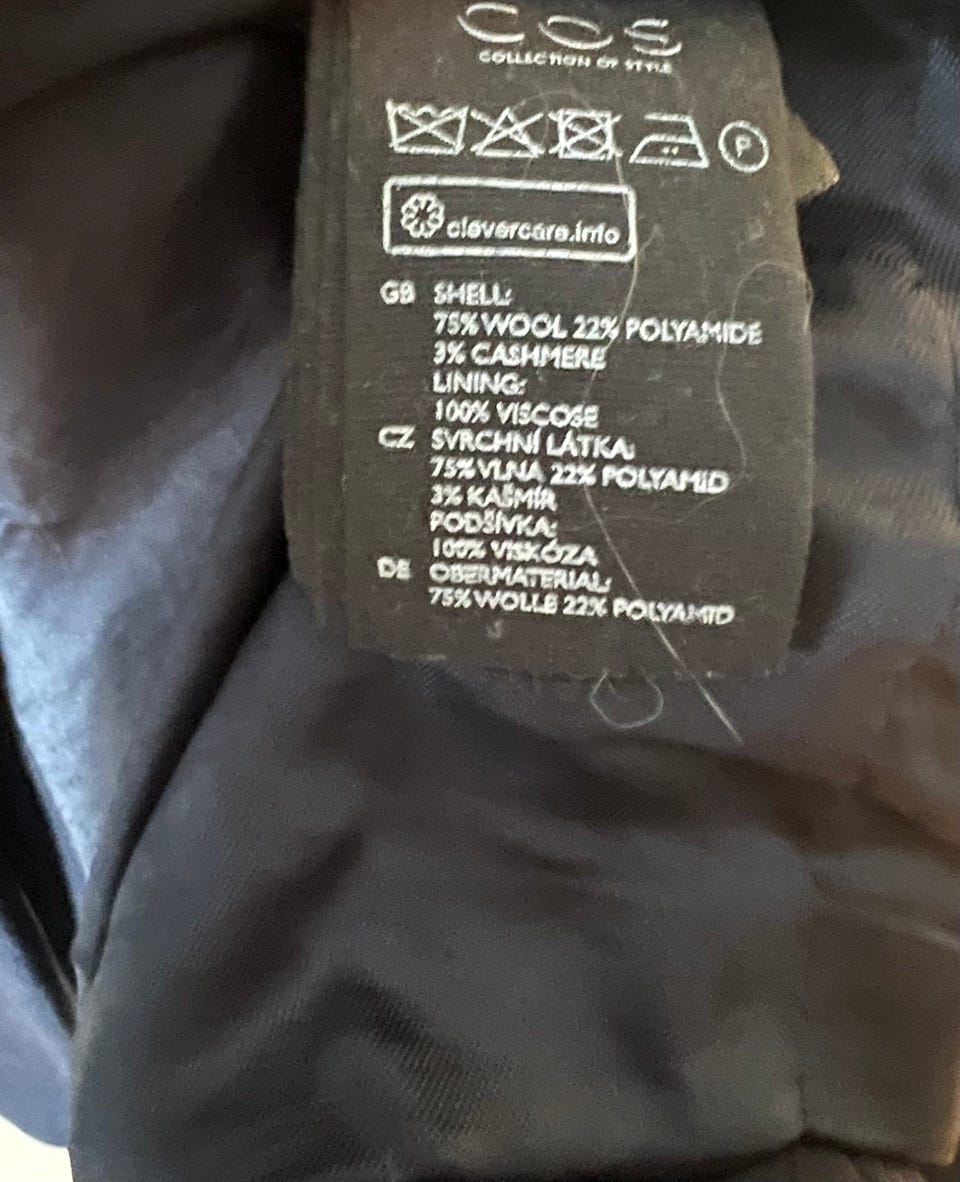 COS
COLLECTION OF STYLE
P
clevercare.info
GB SHELL:
75% WOOL 22% POLYAMIDE
3% CASHMERE
LINING:
100% VISCOSE
CZ SVRCHNÍ LÁTKA:
75% VLNA 22% POLYAMID
3% KAŠMÍR
PODŠÍVKA:
100% VISKÓZA
DE OBERMATERIAL:
75% WOLLE 22% POLYAMID